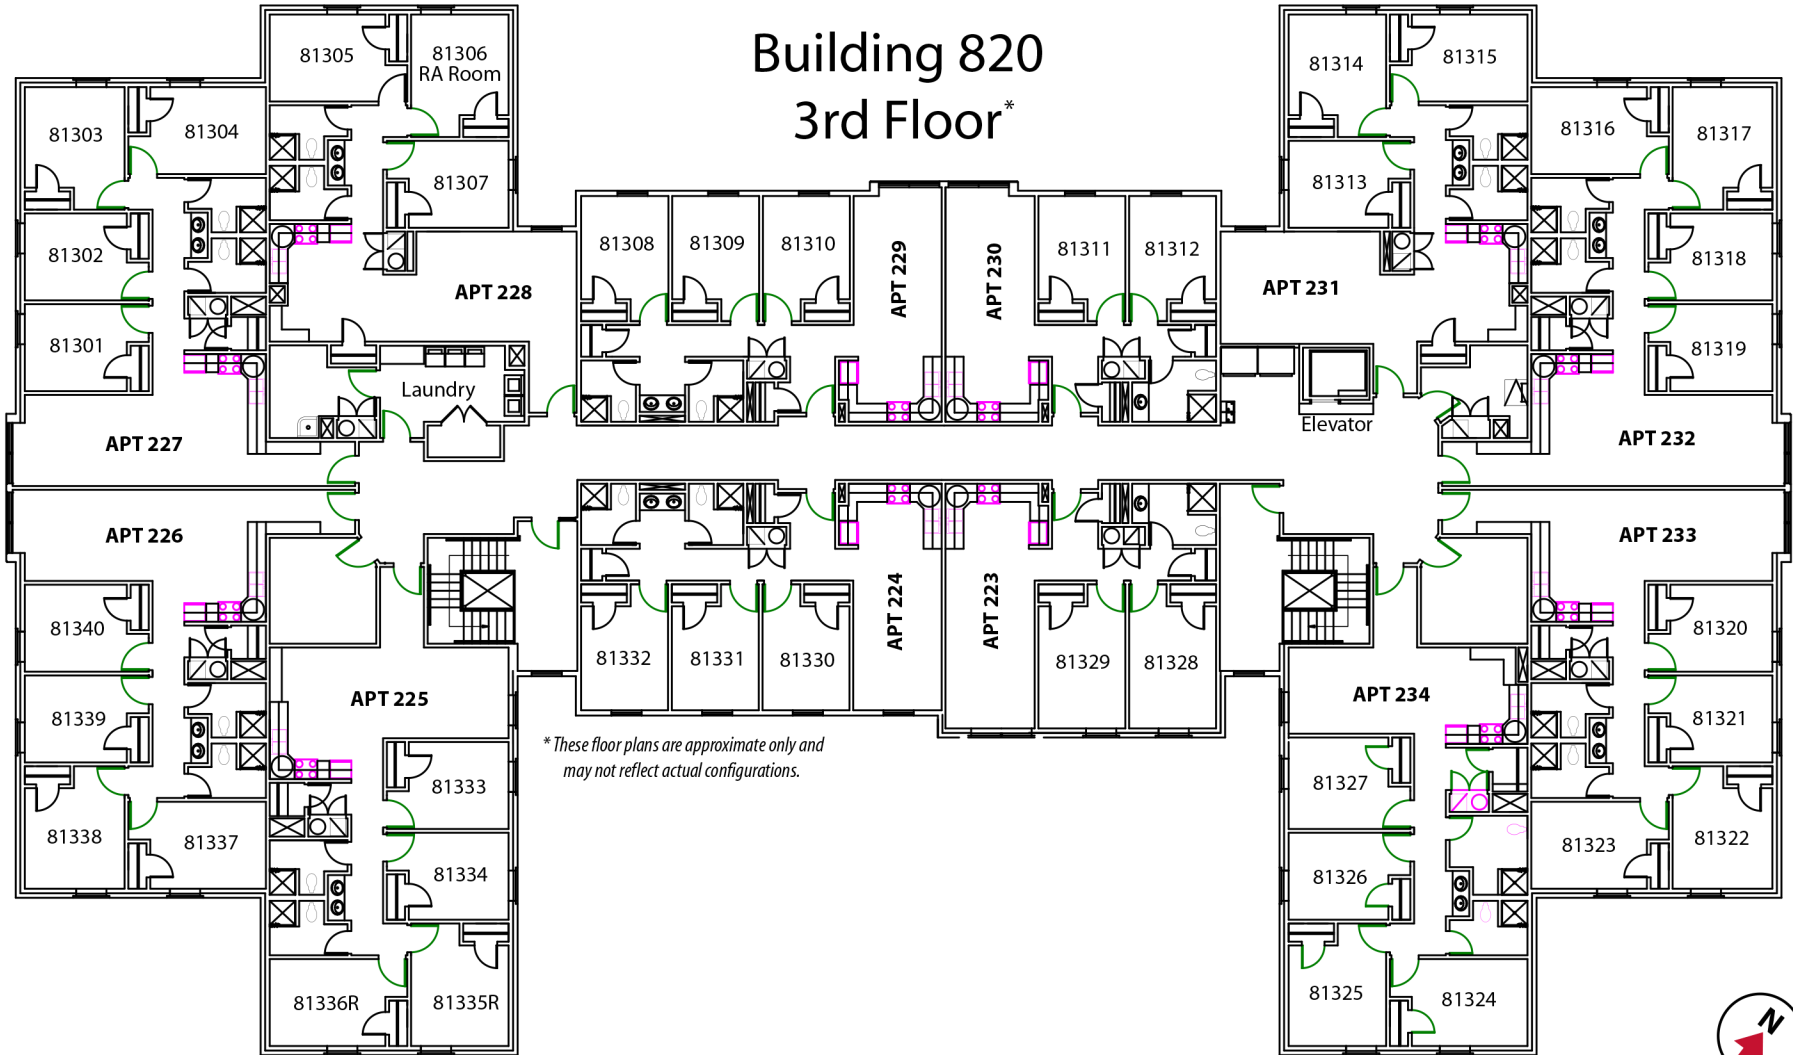 Building 820
3rd Floor*
81305
81306
RA Room
81314
81315
81303
81304
81316
81317
81307
81313
81302
81308
81309
81310
APT 229
APT 230
81311
81312
81318
APT 228
APT 231
81301
81319
Laundry
Elevator
APT 227
APT 232
APT 226
APT 233
81340
81332
81331
81330
APT 224
APT 223
81329
81328
81320
81339
APT 225
APT 234
81321
* These floor plans are approximate only and
may not reflect actual configurations.
81333
81327
81338
81337
81323
81322
81334
81326
81336R
81335R
81325
81324
N